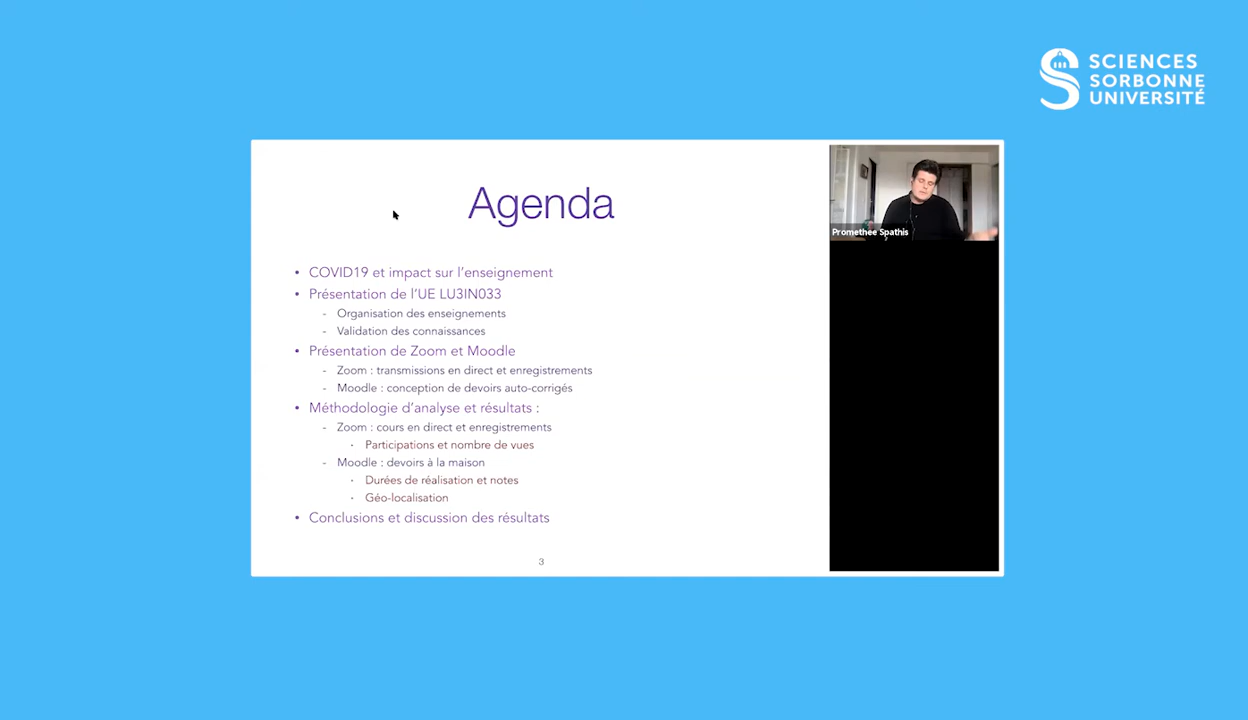 SCIENCES
SORBONNE
UNIVERSITÉ
Agenda
• COVID19 et impact sur l'enseignement
• Présentation de l'UE LU3IN033
- Organisation des enseignements
- Validation des connaissances
• Présentation de Zoom et Moodle
- Zoom : transmissions en direct et enregistrements
- Moodle : conception de devoirs auto-corrigés
• Méthodologie d'analyse et résultats :
- Zoom : cours en direct et enregistrements
· Participations et nombre de vues
- Moodle : devoirs à la maison
· Durées de réalisation et notes
· Géo-localisation
• Conclusions et discussion des résultats
3
Promethee Spathis